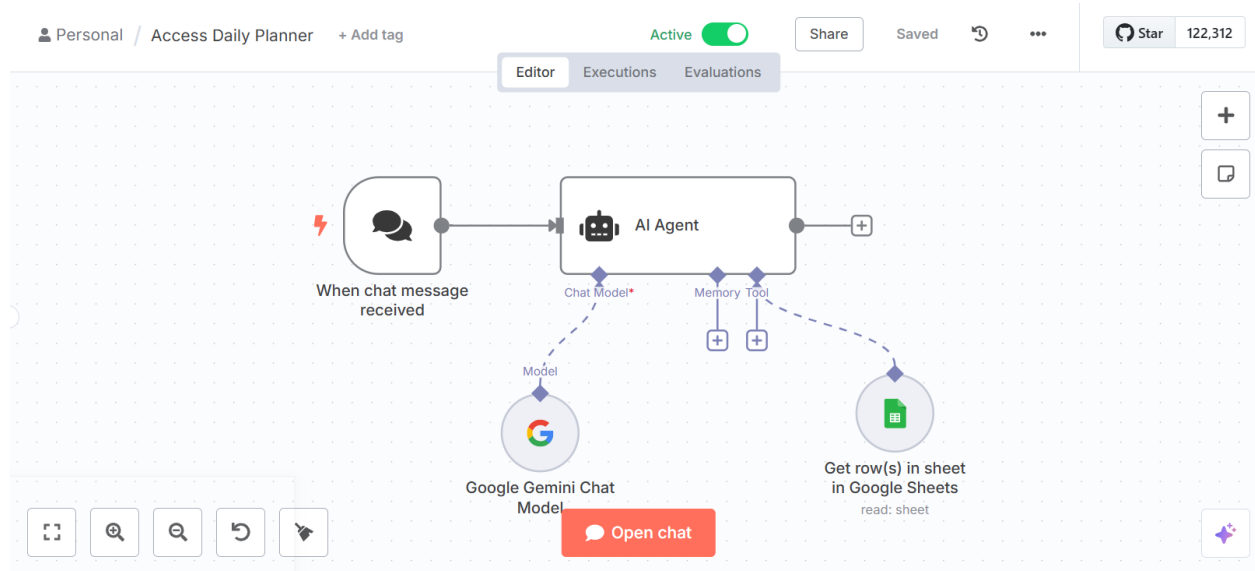 Personal / Access Daily Planner + Add tag
Active Share Saved ••• Star 122,312
Editor Executions Evaluations
AI Agent
When chat message
received
Chat Model*
Memory Tool
Model
Google Gemini Chat
Model
Get row(s) in sheet
in Google Sheets
read: sheet
Open chat